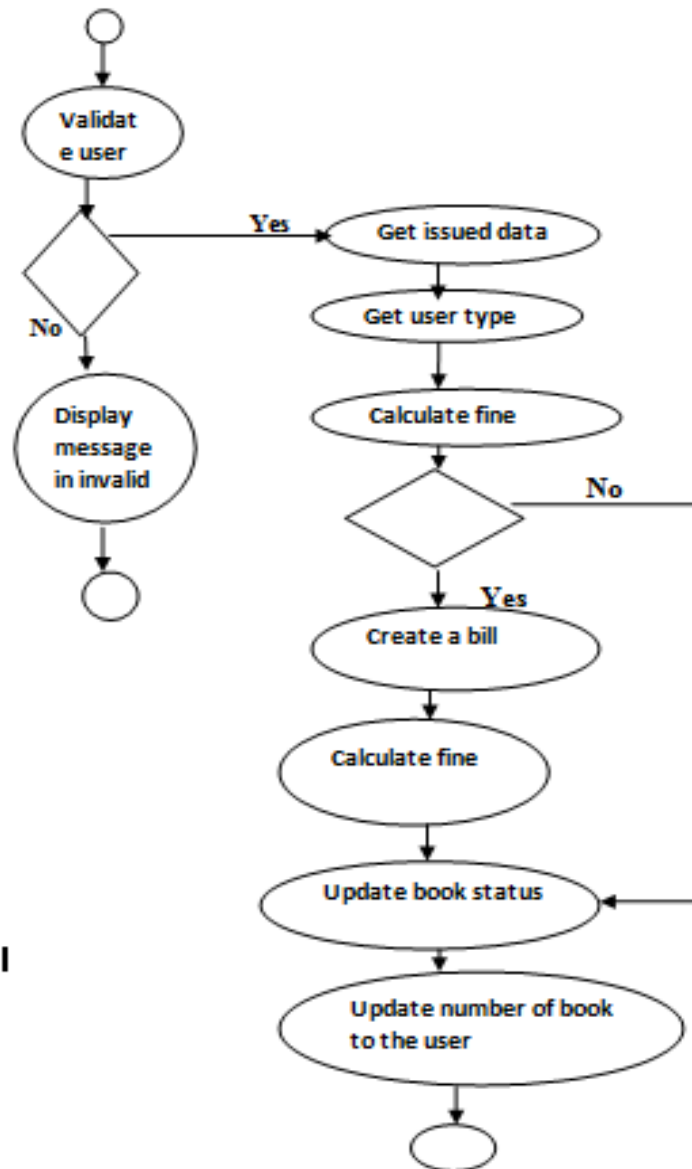 Validat
e user
Yes
Get issued data
Get user type
No
Calculate fine
Display
message
in invalid
No
Yes
Create a bill
Calculate fine
Update book status
l
Update number of book
to the user